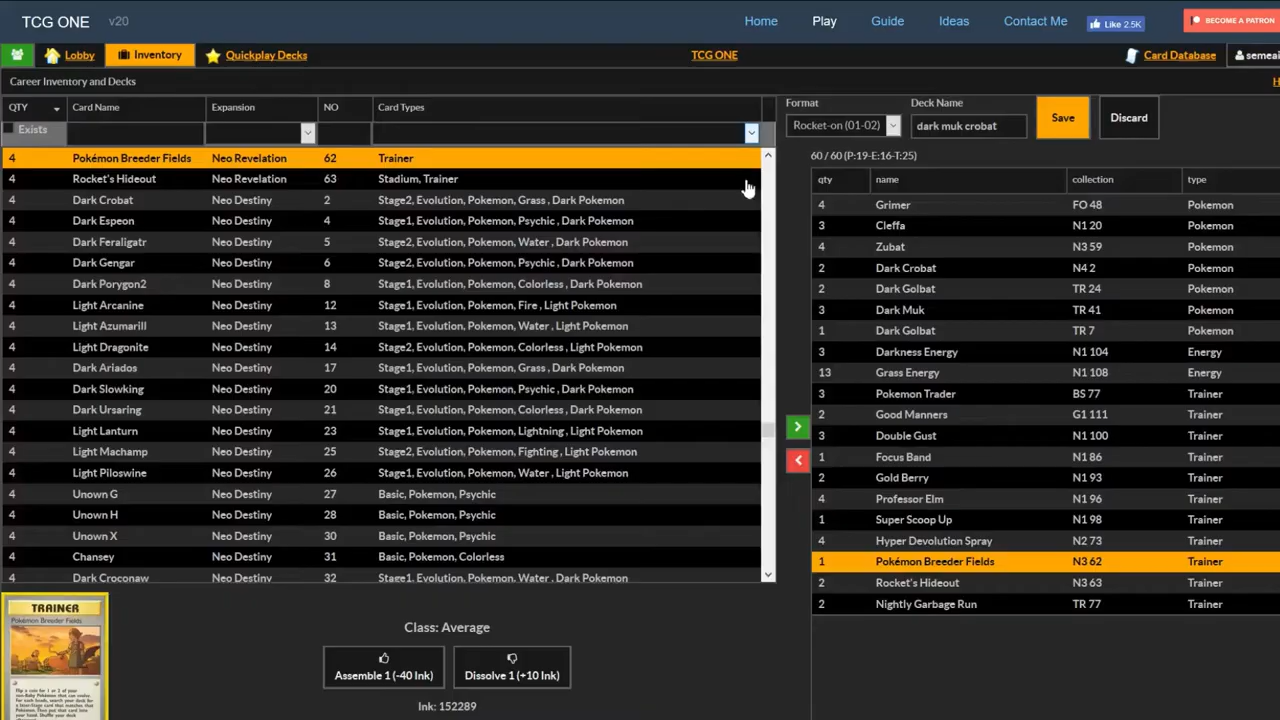 TCG ONE v20 Home Play Guide Ideas Contact Me Like 2.5K BECOME A PATRON
Lobby Inventory Quickplay Decks TCG ONE Card Database semeai
Career Inventory and Decks
QTY Card Name Expansion NO Card Types
Exists
4 Pokémon Breeder Fields Neo Revelation 62 Trainer
4 Rocket's Hideout Neo Revelation 63 Stadium, Trainer
4 Dark Crobat Neo Destiny 2 Stage2, Evolution, Pokemon, Grass , Dark Pokemon
4 Dark Espeon Neo Destiny 4 Stage1, Evolution, Pokemon, Psychic , Dark Pokemon
4 Dark Feraligatr Neo Destiny 5 Stage2, Evolution, Pokemon, Water , Dark Pokemon
4 Dark Gengar Neo Destiny 6 Stage2, Evolution, Pokemon, Psychic , Dark Pokemon
4 Dark Porygon2 Neo Destiny 8 Stage1, Evolution, Pokemon, Colorless , Dark Pokemon
4 Light Arcanine Neo Destiny 12 Stage1, Evolution, Pokemon, Fire , Light Pokemon
4 Light Azumarill Neo Destiny 13 Stage1, Evolution, Pokemon, Water , Light Pokemon
4 Light Dragonite Neo Destiny 14 Stage2, Evolution, Pokemon, Colorless , Light Pokemon
4 Dark Ariados Neo Destiny 17 Stage1, Evolution, Pokemon, Grass , Dark Pokemon
4 Dark Slowking Neo Destiny 20 Stage1, Evolution, Pokemon, Psychic , Dark Pokemon
4 Dark Ursaring Neo Destiny 21 Stage1, Evolution, Pokemon, Colorless , Dark Pokemon
4 Light Lanturn Neo Destiny 23 Stage1, Evolution, Pokemon, Lightning , Light Pokemon
4 Light Machamp Neo Destiny 25 Stage2, Evolution, Pokemon, Fighting , Light Pokemon
4 Light Piloswine Neo Destiny 26 Stage1, Evolution, Pokemon, Water , Light Pokemon
4 Unown G Neo Destiny 27 Basic, Pokemon, Psychic
4 Unown H Neo Destiny 28 Basic, Pokemon, Psychic
4 Unown X Neo Destiny 30 Basic, Pokemon, Psychic
4 Chansey Neo Destiny 31 Basic, Pokemon, Colorless
4 Dark Croconaw Neo Destiny 32 Stage1, Evolution, Pokemon, Water , Dark Pokemon
TRAINER
Pokémon Breeder Fields
Class: Average
Assemble 1 (-40 Ink) Dissolve 1 (+10 Ink)
Ink: 152289
Format Deck Name
Rocket-on (01-02) dark muk crobat Save Discard
60 / 60 (P:19-E:16-T:25)
qty name collection type
4 Grimer FO 48 Pokemon
3 Cleffa N1 20 Pokemon
4 Zubat N3 59 Pokemon
2 Dark Crobat N4 2 Pokemon
2 Dark Golbat TR 24 Pokemon
3 Dark Muk TR 41 Pokemon
1 Dark Golbat TR 7 Pokemon
3 Darkness Energy N1 104 Energy
13 Grass Energy N1 108 Energy
3 Pokemon Trader BS 77 Trainer
2 Good Manners G1 111 Trainer
3 Double Gust N1 100 Trainer
1 Focus Band N1 86 Trainer
2 Gold Berry N1 93 Trainer
4 Professor Elm N1 96 Trainer
1 Super Scoop Up N1 98 Trainer
4 Hyper Devolution Spray N2 73 Trainer
1 Pokémon Breeder Fields N3 62 Trainer
2 Rocket's Hideout N3 63 Trainer
2 Nightly Garbage Run TR 77 Trainer